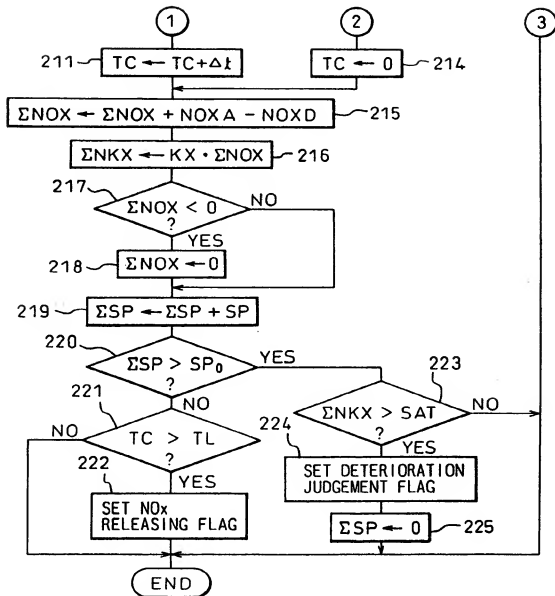 1
2
3
211
TC ← TC+Δt
TC ← 0
214
ΣNOX ← ΣNOX + NOXA − NOXD
215
ΣNKX ← KX · ΣNOX
216
217
ΣNOX < 0
?
NO
YES
218
ΣNOX ← 0
219
ΣSP ← ΣSP + SP
220
ΣSP > SP₀
?
YES
NO
221
TC > TL
?
NO
YES
222
SET NOx
RELEASING FLAG
223
ΣNKX > SAT
?
NO
YES
224
SET DETERIORATION
JUDGEMENT FLAG
ΣSP ← 0
225
END